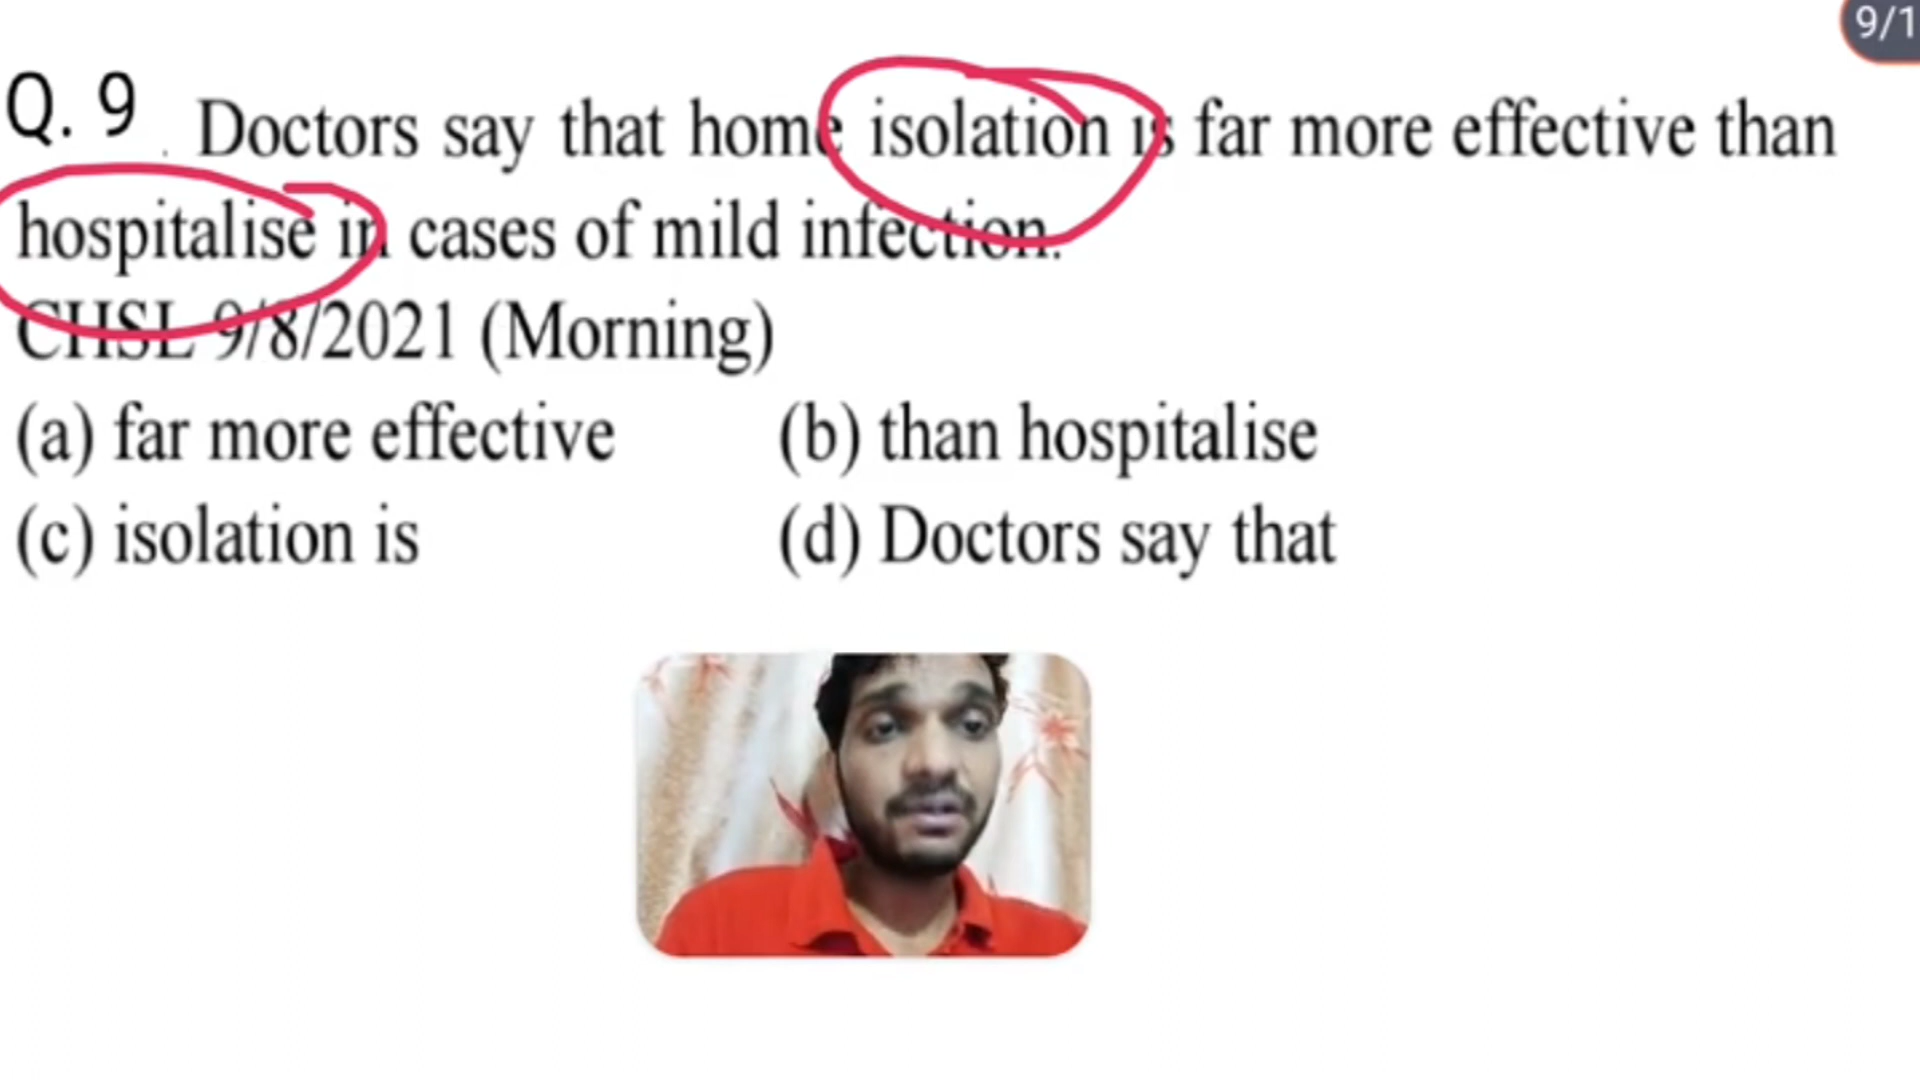 9/1
Q. 9 Doctors say that home isolation is far more effective than
hospitalise in cases of mild infection.
CHSL 9/8/2021 (Morning)
(a) far more effective (b) than hospitalise
(c) isolation is (d) Doctors say that